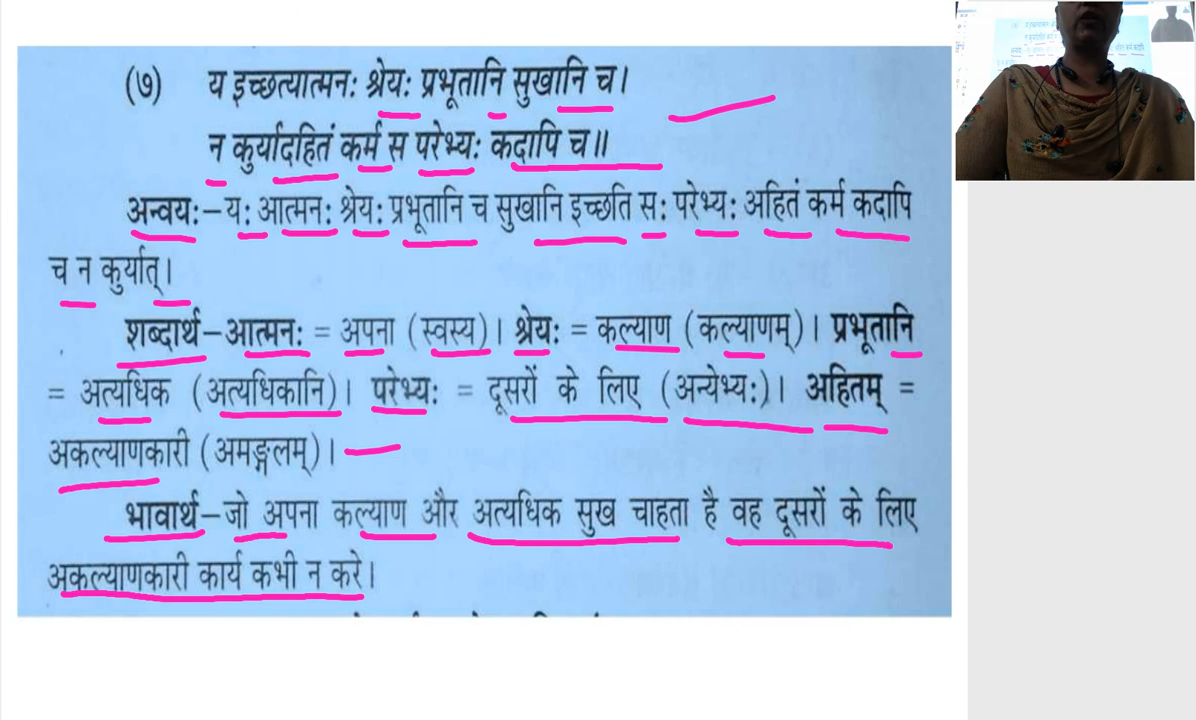 (७) य इच्छत्यात्मनः श्रेयः प्रभूतानि सुखानि च।
न कुर्यादहितं कर्म स परेभ्यः कदापि च॥
अन्वयः–यः आत्मनः श्रेयः प्रभूतानि च सुखानि इच्छति सः परेभ्यः अहितं कर्म कदापि
च न कुर्यात्।
शब्दार्थ–आत्मनः = अपना (स्वस्य)। श्रेयः = कल्याण (कल्याणम्)। प्रभूतानि
= अत्यधिक (अत्यधिकानि)। परेभ्यः = दूसरों के लिए (अन्येभ्यः)। अहितम् =
अकल्याणकारी (अमङ्गलम्)।
भावार्थ–जो अपना कल्याण और अत्यधिक सुख चाहता है वह दूसरों के लिए
अकल्याणकारी कार्य कभी न करे।